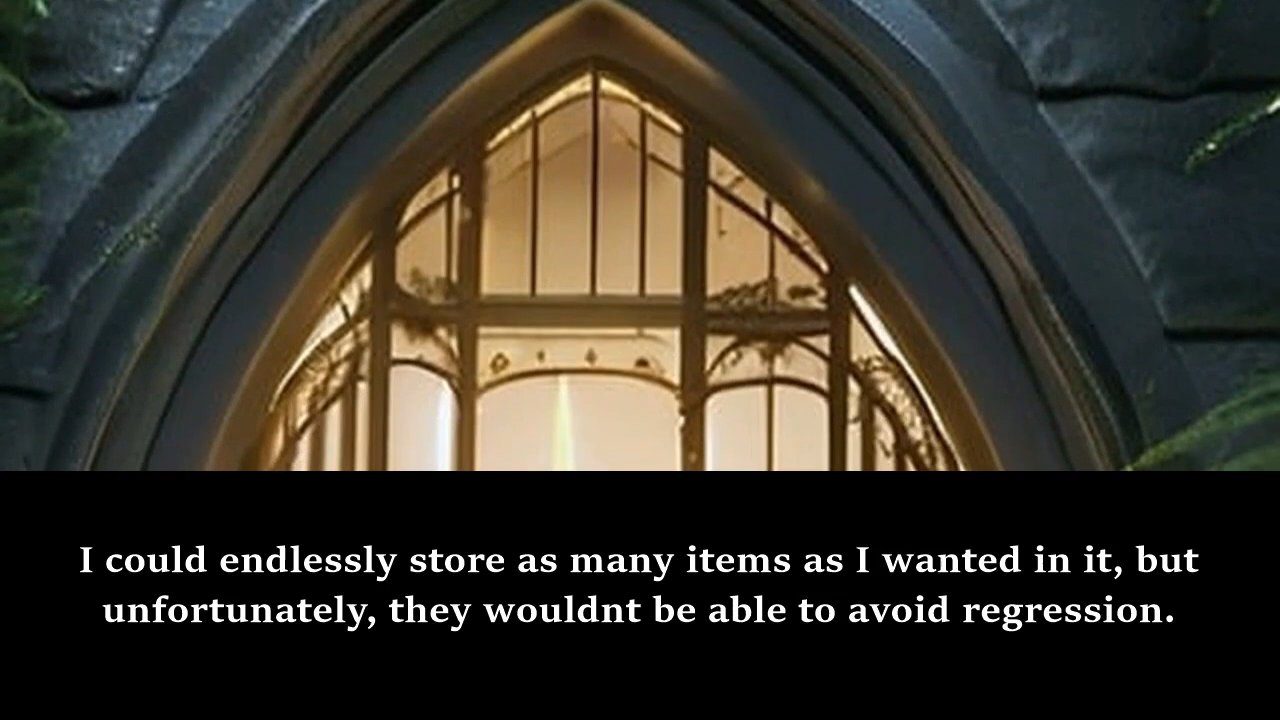 I could endlessly store as many items as I wanted in it, but
unfortunately, they wouldnt be able to avoid regression.